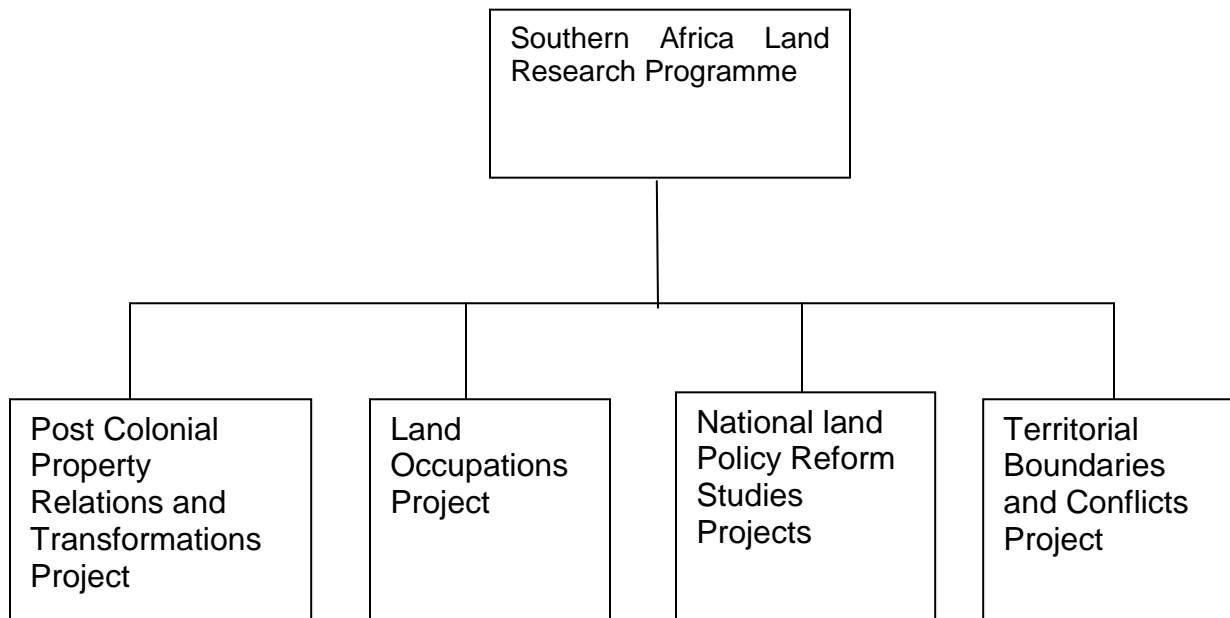 Southern Africa Land
Research Programme
Post Colonial
Property
Relations and
Transformations
Project
Land
Occupations
Project
National land
Policy Reform
Studies
Projects
Territorial
Boundaries
and Conflicts
Project